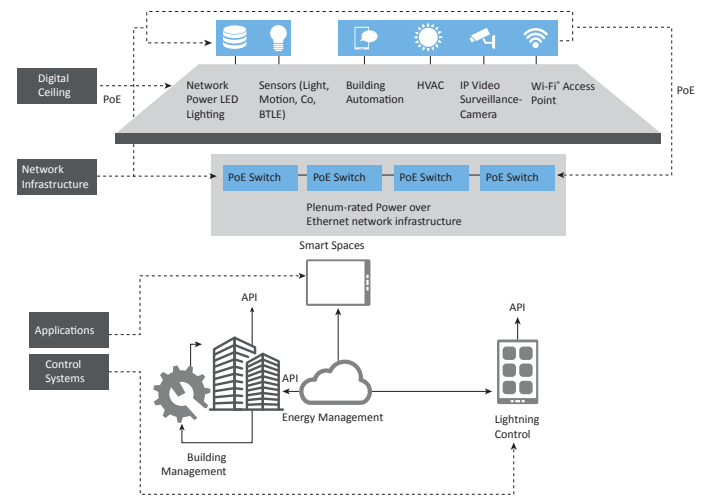 Digital
Ceiling
PoE
Network
Power LED
Lighting
Sensors (Light,
Motion, Co,
BTLE)
Building
Automation
HVAC
IP Video
Surveillance-
Camera
Wi-Fi* Access
Point
PoE
Network
Infrastructure
PoE Switch
PoE Switch
PoE Switch
PoE Switch
Plenum-rated Power over
Ethernet network infrastructure
Smart Spaces
API
API
Applications
Control
Systems
API
Energy Management
Lightning
Control
Building
Management